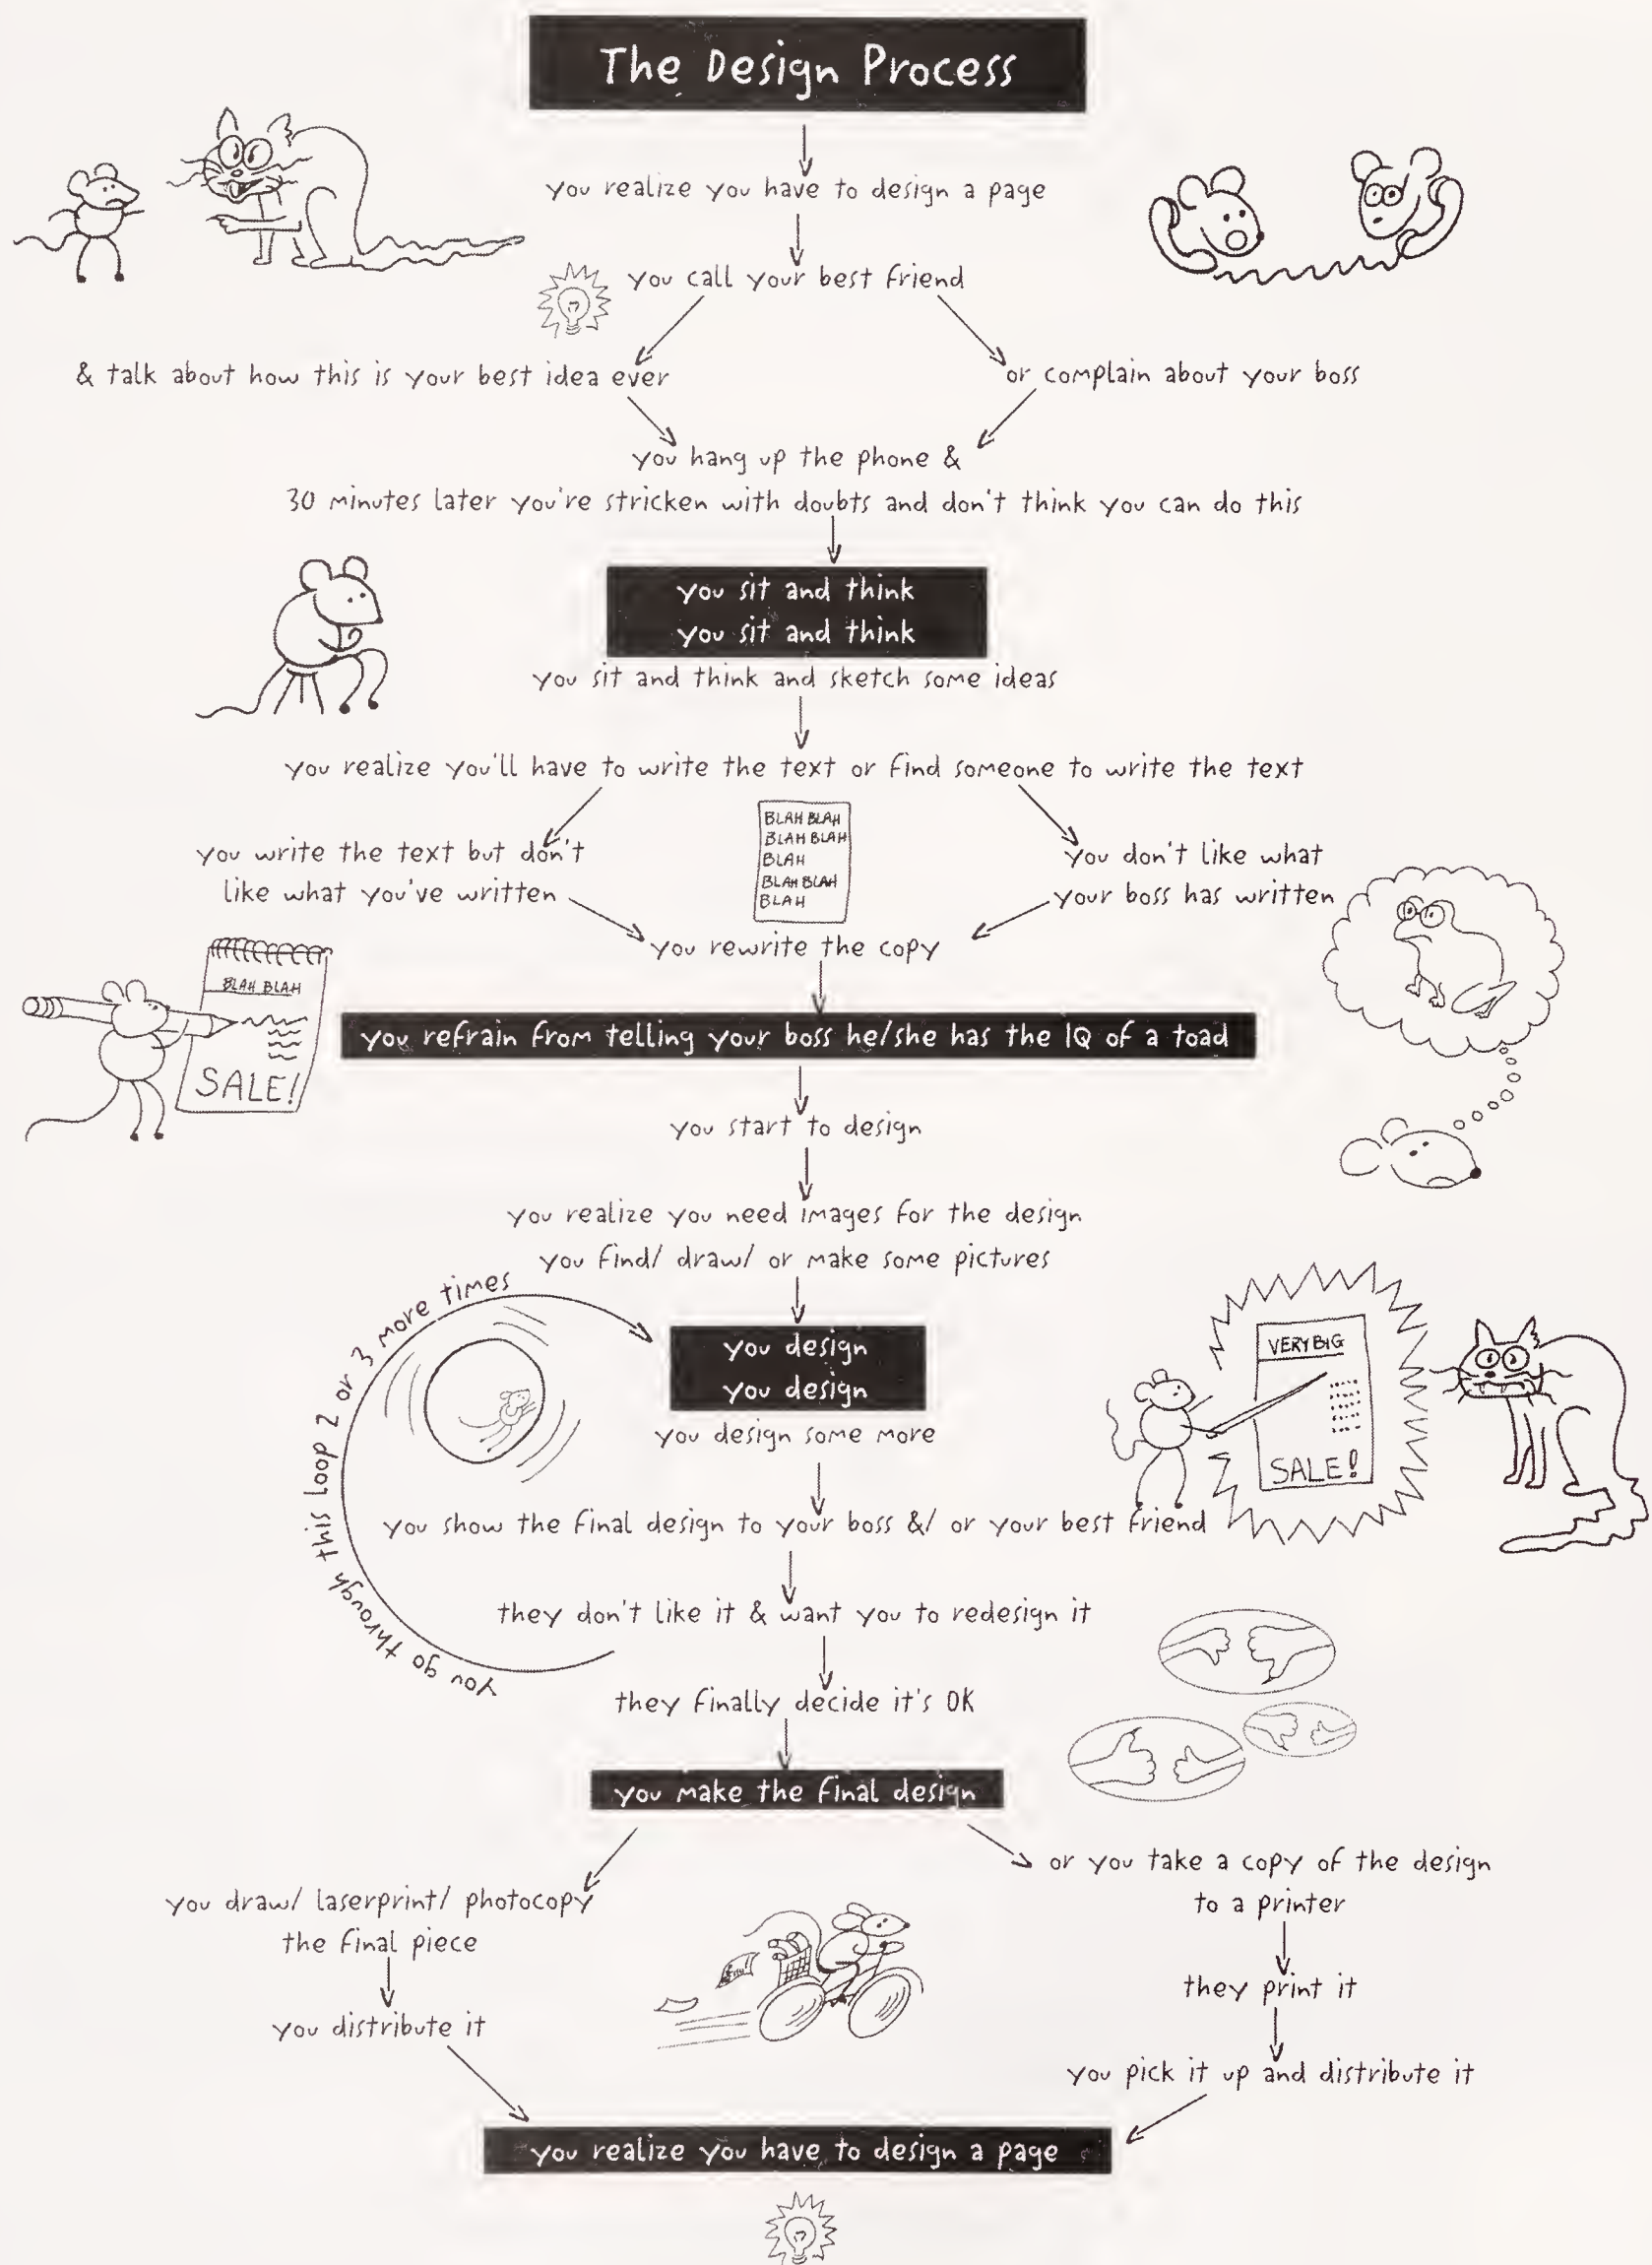 The Design Process
you realize you have to design a page
you call your best friend
& talk about how this is your best idea ever
or complain about your boss
you hang up the phone &
30 minutes later you're stricken with doubts and don't think you can do this
you sit and think
you sit and think
you sit and think and sketch some ideas
you realize you'll have to write the text or find someone to write the text
you write the text but don't
like what you've written
BLAH BLAH
BLAH BLAH
BLAH
BLAH BLAH
BLAH
you don't like what
your boss has written
you rewrite the copy
BLAH BLAH
SALE!
you refrain from telling your boss he/she has the IQ of a toad
you start to design
you realize you need images for the design
you find/ draw/ or make some pictures
you go through this loop 2 or 3 more times
you design
you design
you design some more
VERY BIG
SALE!
you show the final design to your boss &/ or your best friend
they don't like it & want you to redesign it
they finally decide it's OK
you make the final design
you draw/ laserprint/ photocopy
the final piece
you distribute it
or you take a copy of the design
to a printer
they print it
you pick it up and distribute it
you realize you have to design a page